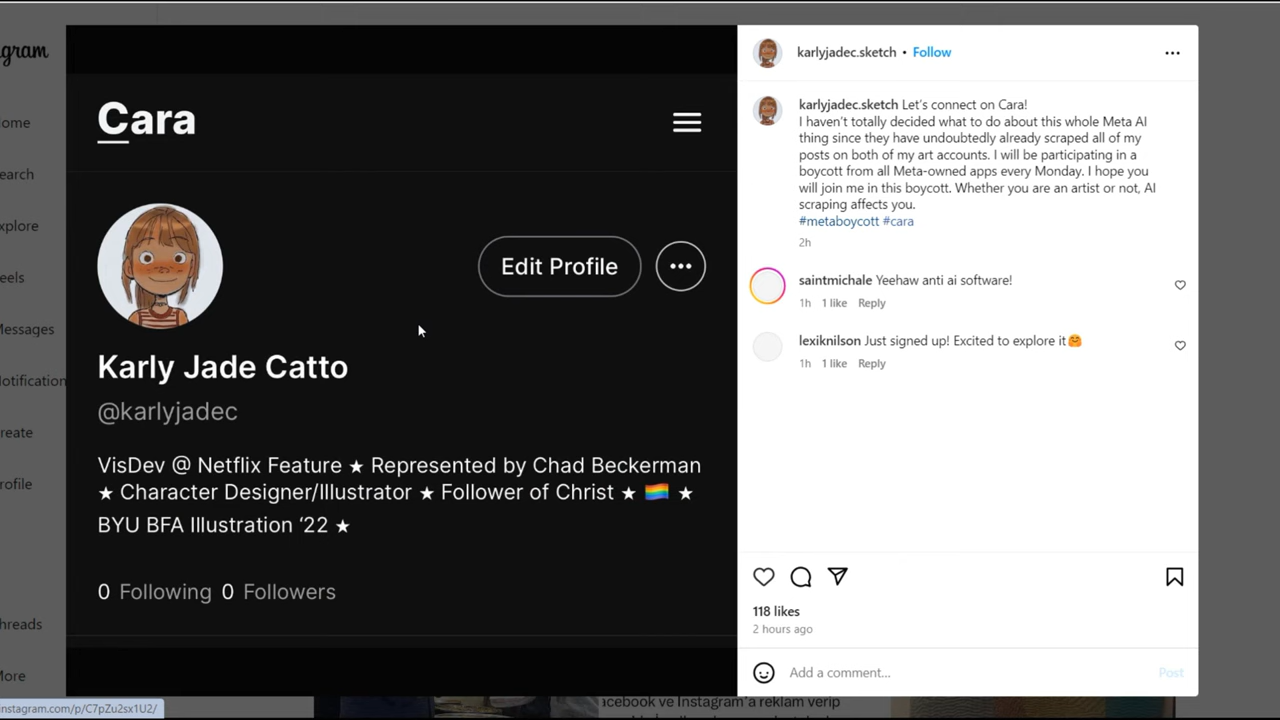 gram
ome
earch
xplore
eels
Messages
otification
reate
rofile
hreads
More
Cara
Edit Profile
Karly Jade Catto
@karlyjadec
VisDev @ Netflix Feature ★ Represented by Chad Beckerman
★ Character Designer/Illustrator ★ Follower of Christ ★ 🏳️‍🌈 ★
BYU BFA Illustration ‘22 ★
0 Following 0 Followers
karlyjadec.sketch • Follow
karlyjadec.sketch Let’s connect on Cara!
I haven’t totally decided what to do about this whole Meta AI
thing since they have undoubtedly already scraped all of my
posts on both of my art accounts. I will be participating in a
boycott from all Meta-owned apps every Monday. I hope you
will join me in this boycott. Whether you are an artist or not, AI
scraping affects you.
#metaboycott #cara
2h
saintmichale Yeehaw anti ai software!
1h 1 like Reply
lexiknilson Just signed up! Excited to explore it🤗
1h 1 like Reply
118 likes
2 hours ago
Add a comment...
Post
instagram.com/p/C7pZu2sx1U2/
acebook ve Instagram'a reklam verip